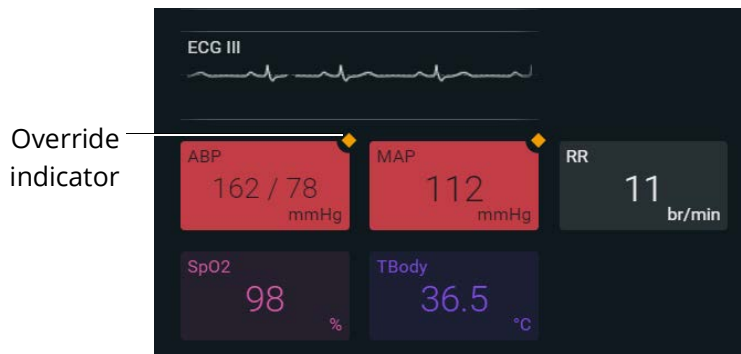 ECG III
Override
indicator
ABP
162 / 78
mmHg
MAP
112
mmHg
RR
11
br/min
SpO2
98
%
TBody
36.5
°C